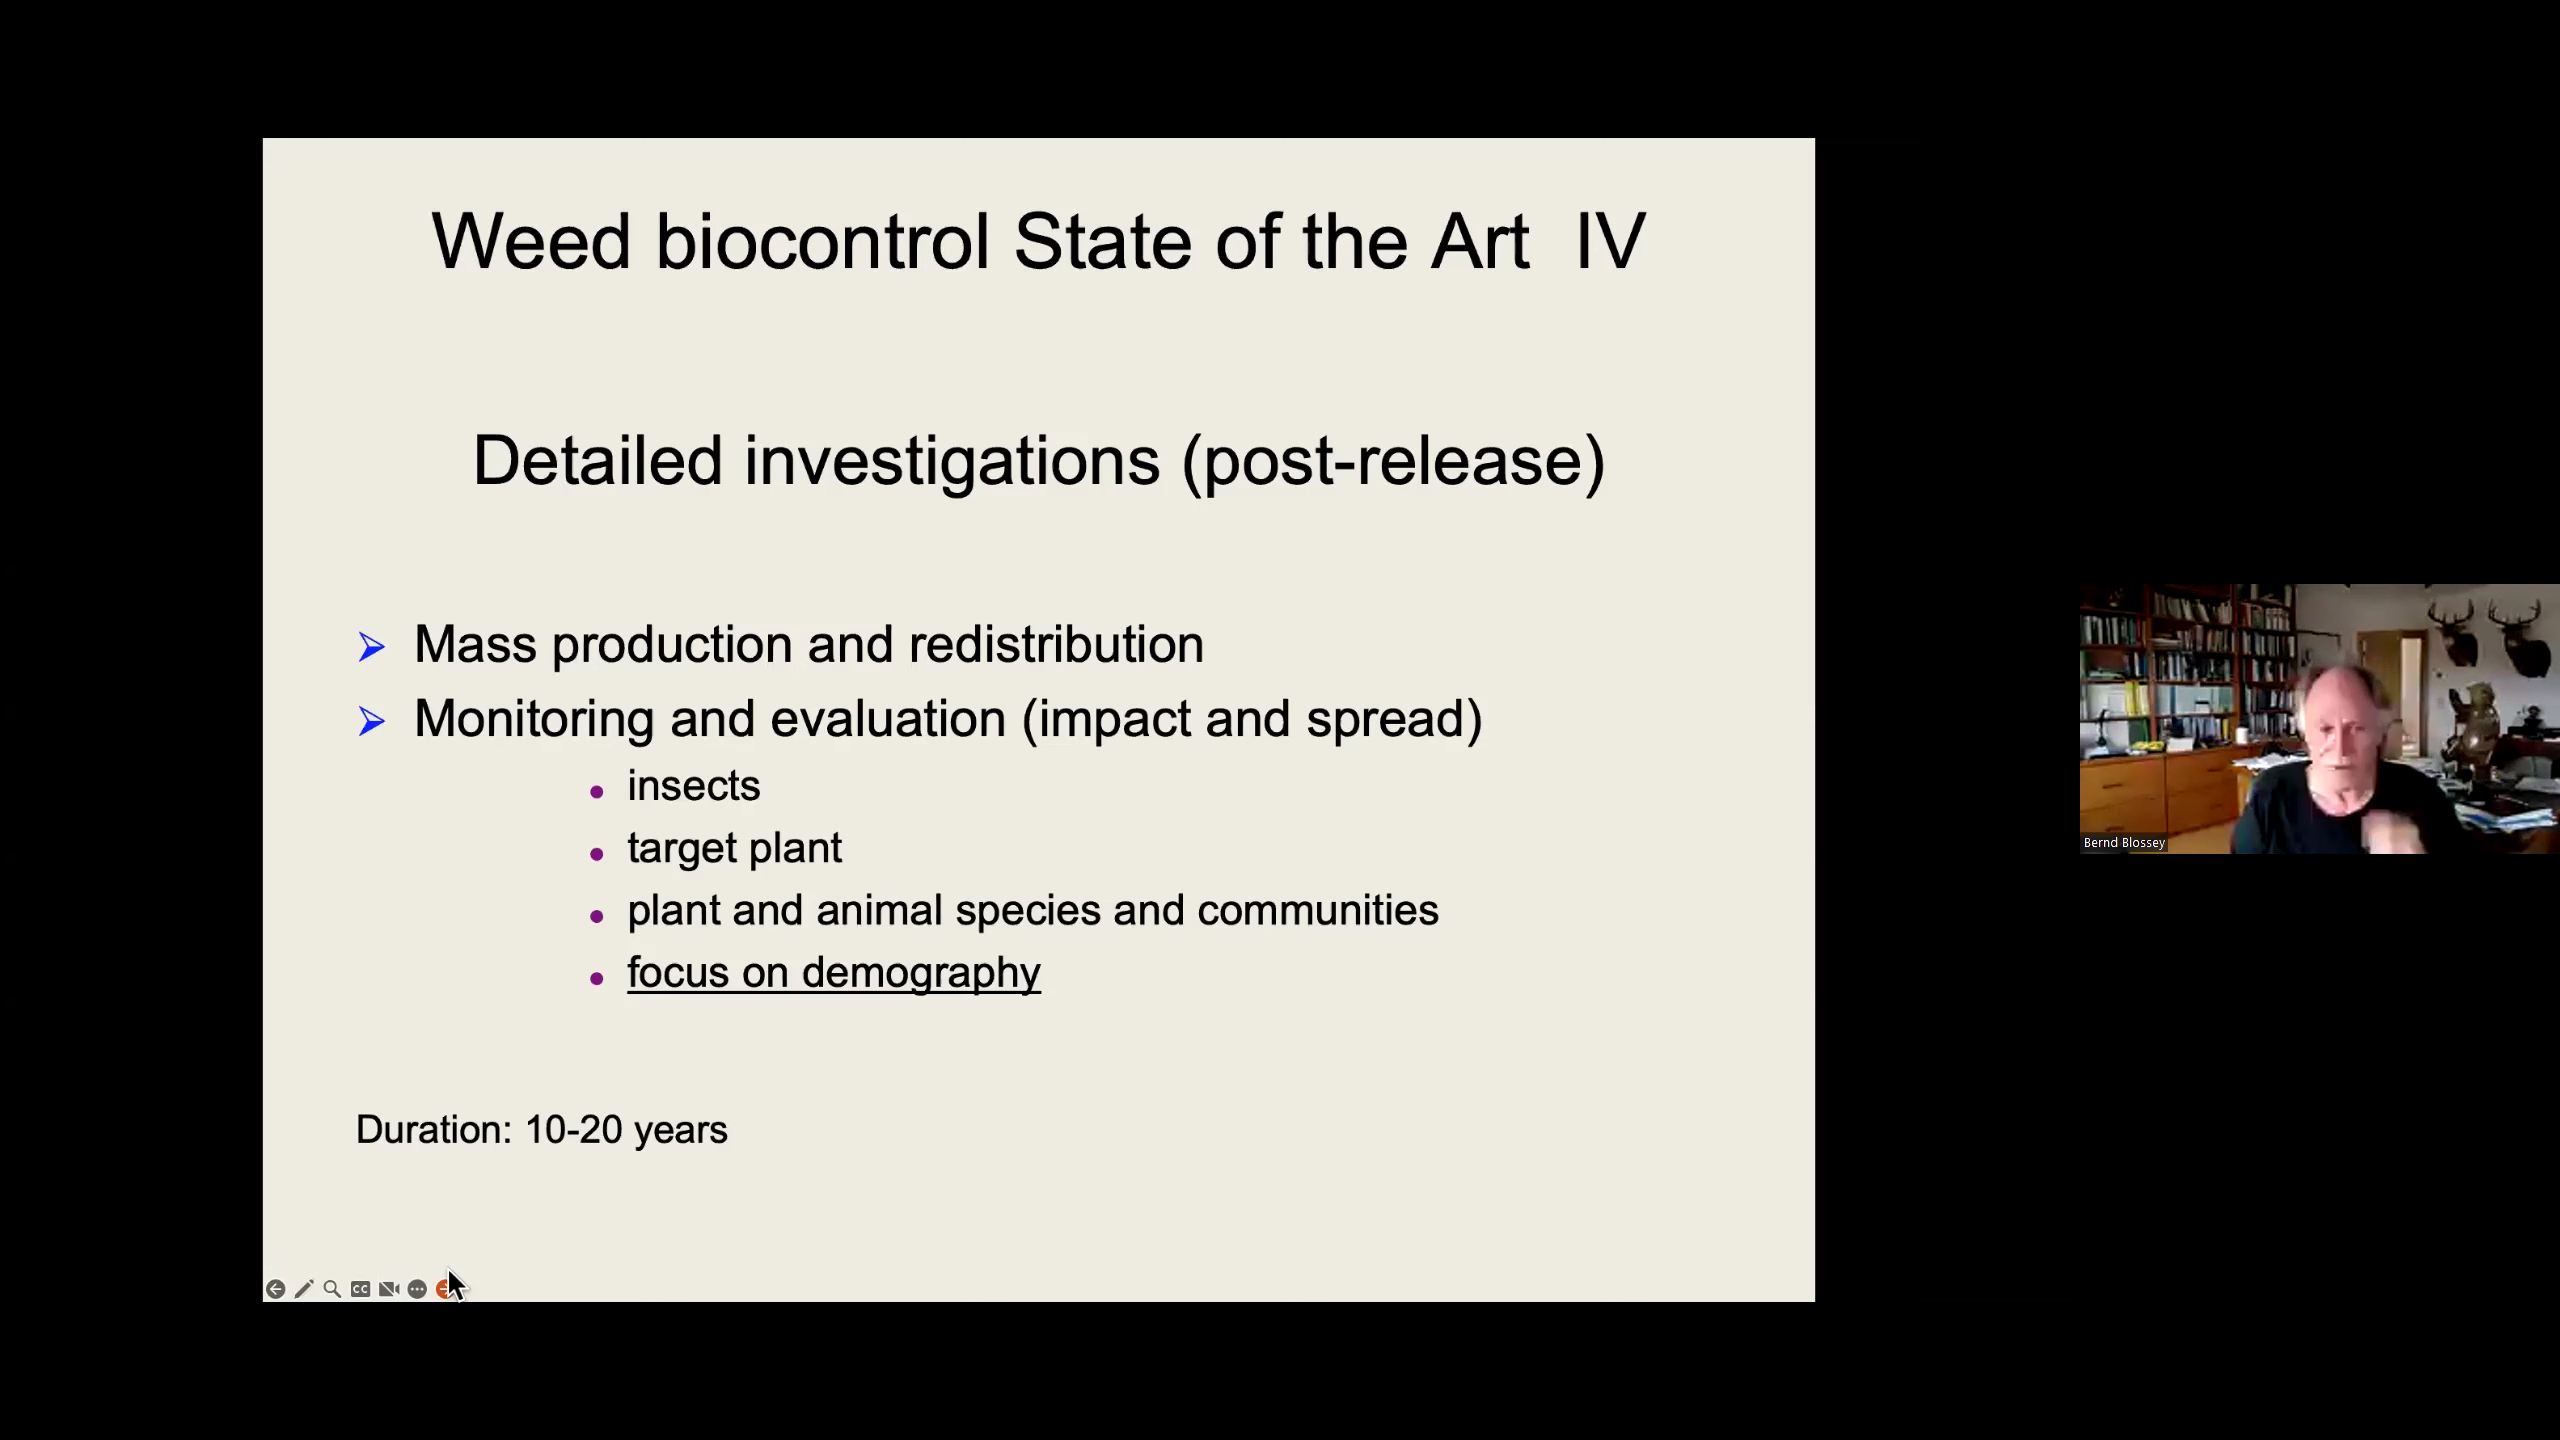 Weed biocontrol State of the Art IV
Detailed investigations (post-release)
Mass production and redistribution
Monitoring and evaluation (impact and spread)
insects
target plant
plant and animal species and communities
focus on demography
Duration: 10-20 years
CC
Bernd Blossey